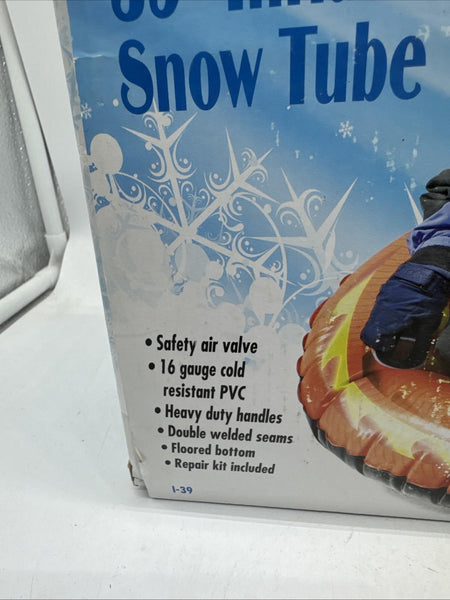 Snow Tube
• Safety air valve
• 16 gauge cold
resistant PVC
• Heavy duty handles
• Double welded seams
• Floored bottom
• Repair kit included
I-39